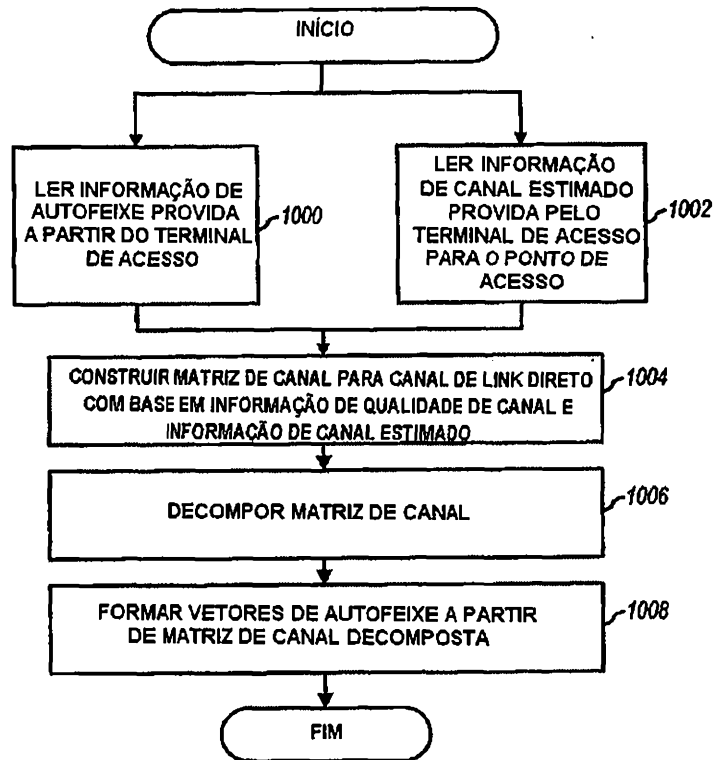 INÍCIO
LER INFORMAÇÃO DE
AUTOFEIXE PROVIDA
A PARTIR DO TERMINAL
DE ACESSO
1000
LER INFORMAÇÃO
DE CANAL ESTIMADO
PROVIDA PELO
TERMINAL DE ACESSO
PARA O PONTO DE
ACESSO
1002
CONSTRUIR MATRIZ DE CANAL PARA CANAL DE LINK DIRETO
COM BASE EM INFORMAÇÃO DE QUALIDADE DE CANAL E
INFORMAÇÃO DE CANAL ESTIMADO
1004
DECOMPOR MATRIZ DE CANAL
1006
FORMAR VETORES DE AUTOFEIXE A PARTIR
DE MATRIZ DE CANAL DECOMPOSTA
1008
FIM